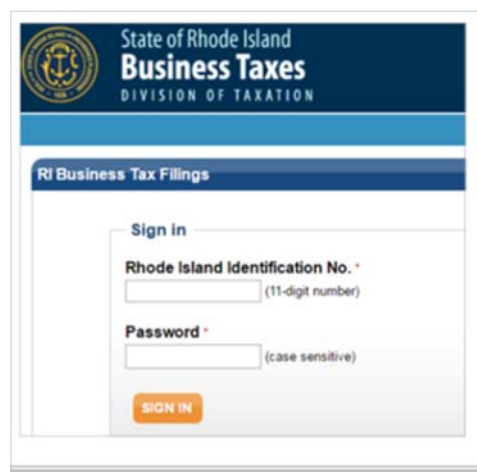 State of Rhode Island
Business Taxes
DIVISION OF TAXATION
RI Business Tax Filings
Sign in
Rhode Island Identification No. *
(11-digit number)
Password *
(case sensitive)
SIGN IN